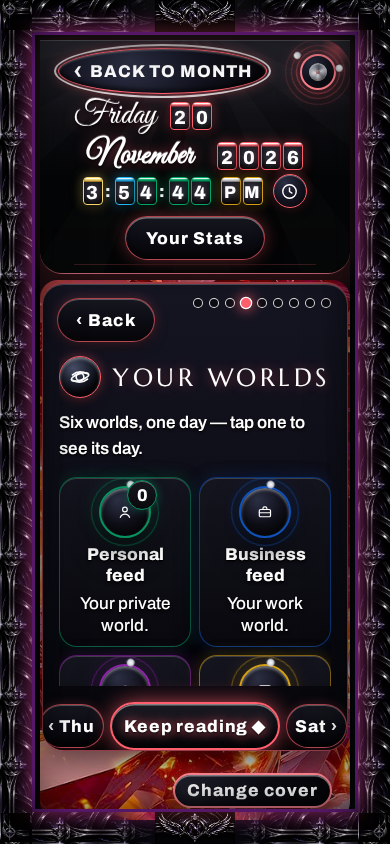 ‹ BACK TO MONTH
Friday 20
November 2026
3:54:44 PM
Your Stats
‹ Back
YOUR WORLDS
Six worlds, one day — tap one to
see its day.
0
Personal
feed
Your private
world.
Business
feed
Your work
world.
‹ Thu
Keep reading ◆
Sat ›
Change cover